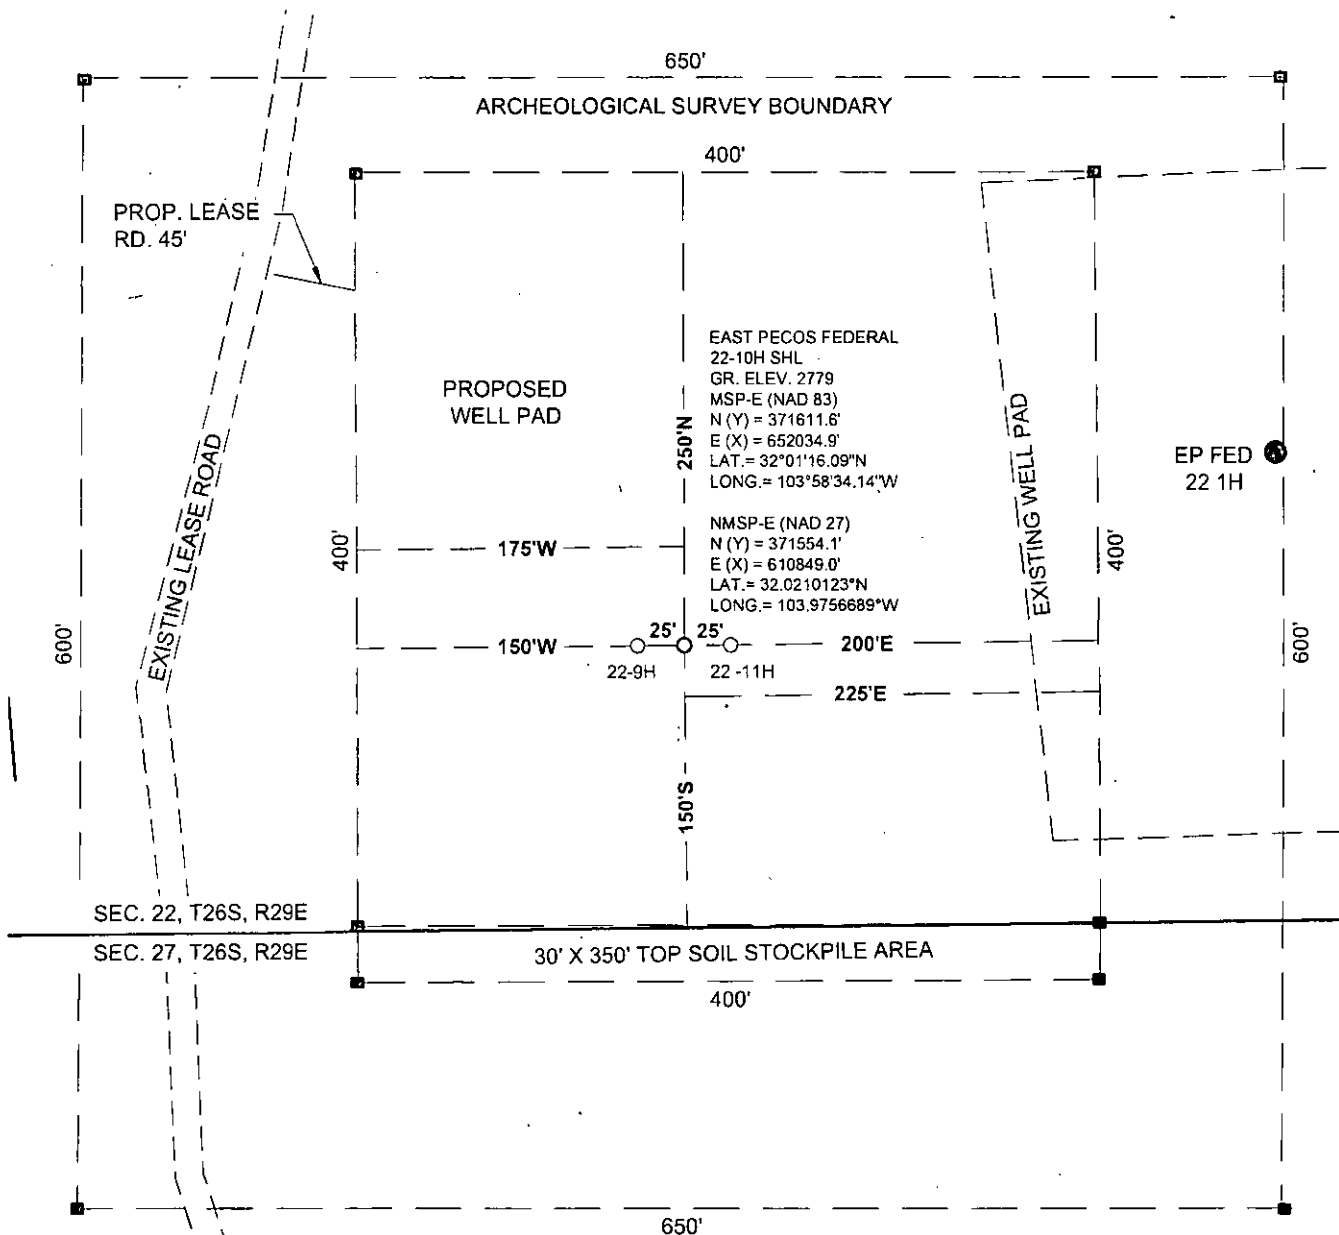 650'
ARCHEOLOGICAL SURVEY BOUNDARY
400'
PROP. LEASE
RD. 45'
EAST PECOS FEDERAL
22-10H SHL
GR. ELEV. 2779
MSP-E (NAD 83)
N (Y) = 371611.6'
E (X) = 652034.9'
LAT.= 32°01'16.09"N
LONG.= 103°58'34.14"W
PROPOSED
WELL PAD
250'N
EXISTING WELL PAD
EP FED
22 1H
EXISTING LEASE ROAD
NMSP-E (NAD 27)
N (Y) = 371554.1'
E (X) = 610849.0'
LAT.= 32.0210123°N
LONG.= 103.9756689°W
400'
175'W
400'
600'
150'W
25'
25'
200'E
600'
22-9H
22 -11H
225'E
150'S
SEC. 22, T26S, R29E
SEC. 27, T26S, R29E
30' X 350' TOP SOIL STOCKPILE AREA
400'
650'